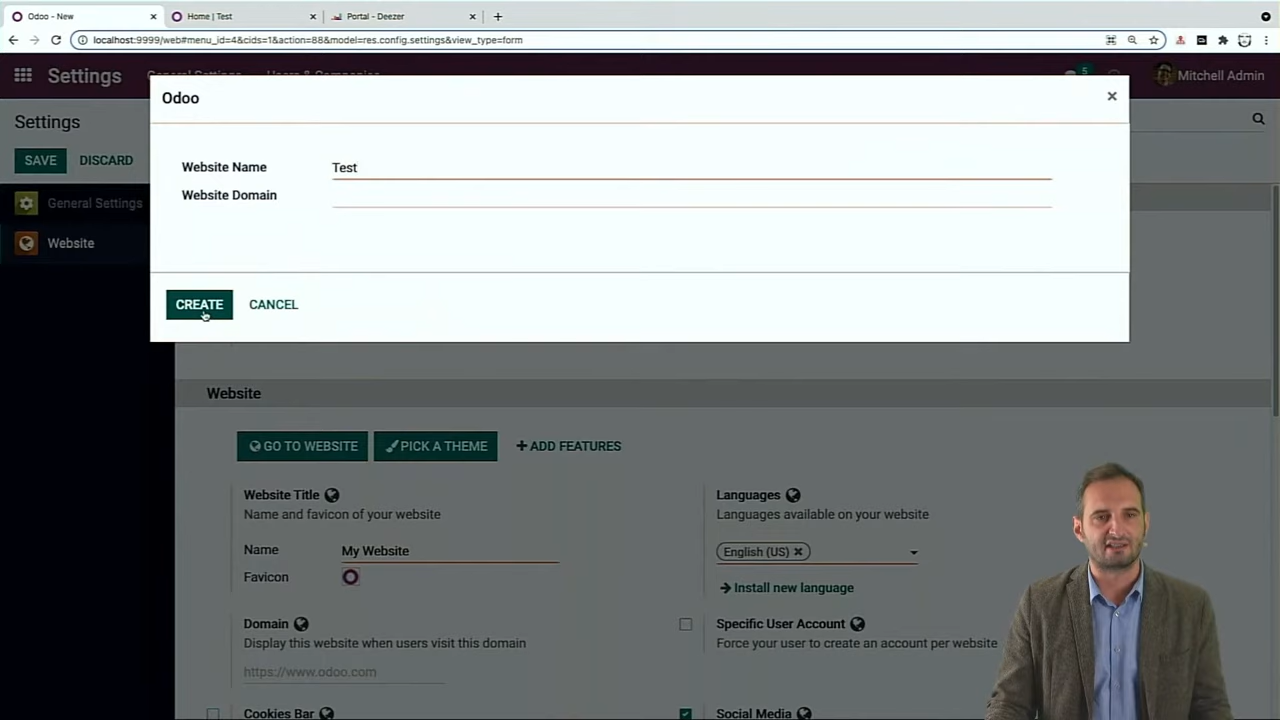 Odoo - New
Home | Test
Portal - Deezer
localhost:9999/web#menu_id=4&cids=1&action=88&model=res.config.settings&view_type=form
Settings
General Settings
Users & Companies
5
Mitchell Admin
Settings
SAVE
DISCARD
General Settings
Website
Odoo
Website Name
Test
Website Domain
CREATE
CANCEL
Website
GO TO WEBSITE
PICK A THEME
ADD FEATURES
Website Title
Name and favicon of your website
Name
My Website
Favicon
Languages
Languages available on your website
English (US)
Install new language
Domain
Display this website when users visit this domain
https://www.odoo.com
Specific User Account
Force your user to create an account per website
Cookies Bar
Social Media